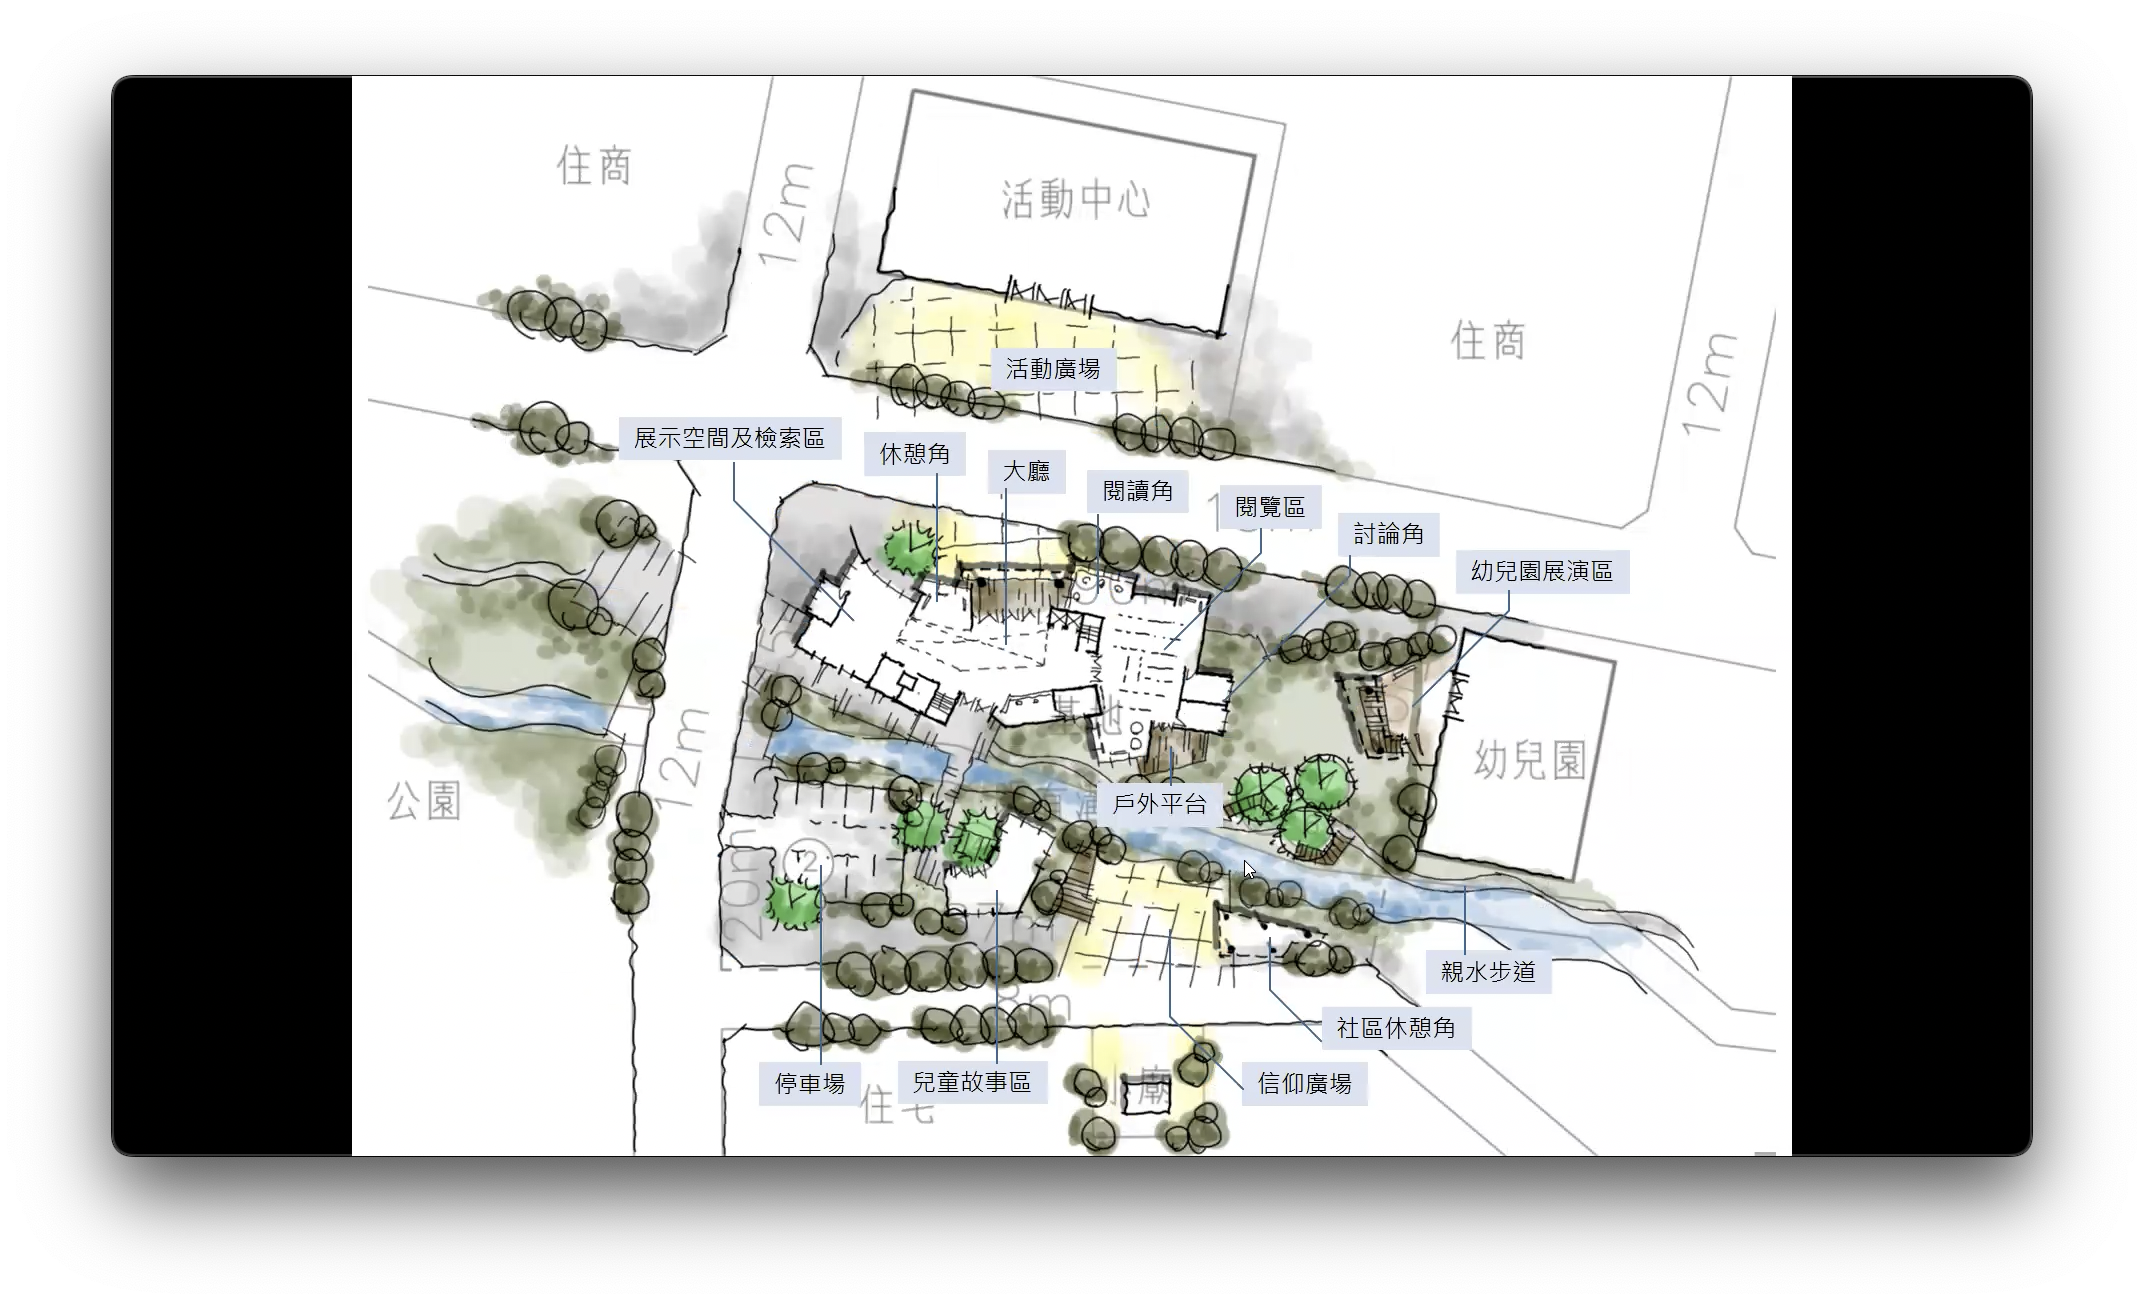 住商
12m
活動中心
住商
12m
活動廣場
展示空間及檢索區
休憩角
大廳
閱讀角
閱覽區
討論角
幼兒園展演區
基地
12m
公園
幼兒園
戶外平台
20m
親水步道
8m
社區休憩角
停車場
兒童故事區
信仰廣場
住宅
小廟